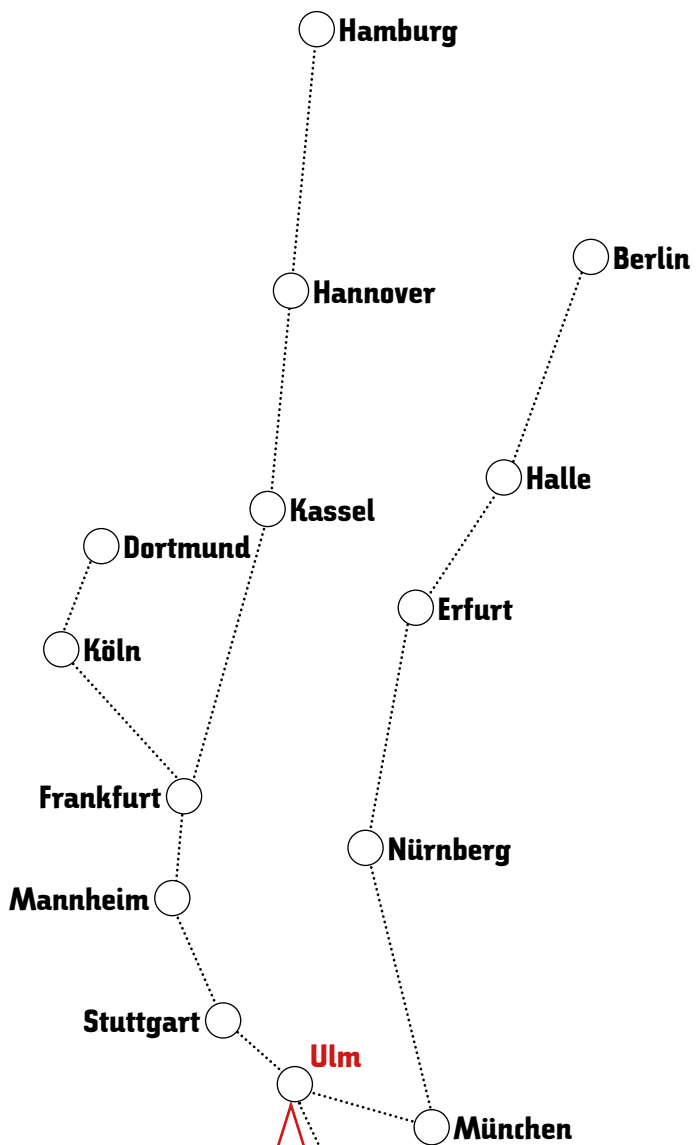 Hamburg
Berlin
Hannover
Halle
Kassel
Dortmund
Erfurt
Köln
Frankfurt
Nürnberg
Mannheim
Stuttgart
Ulm
München